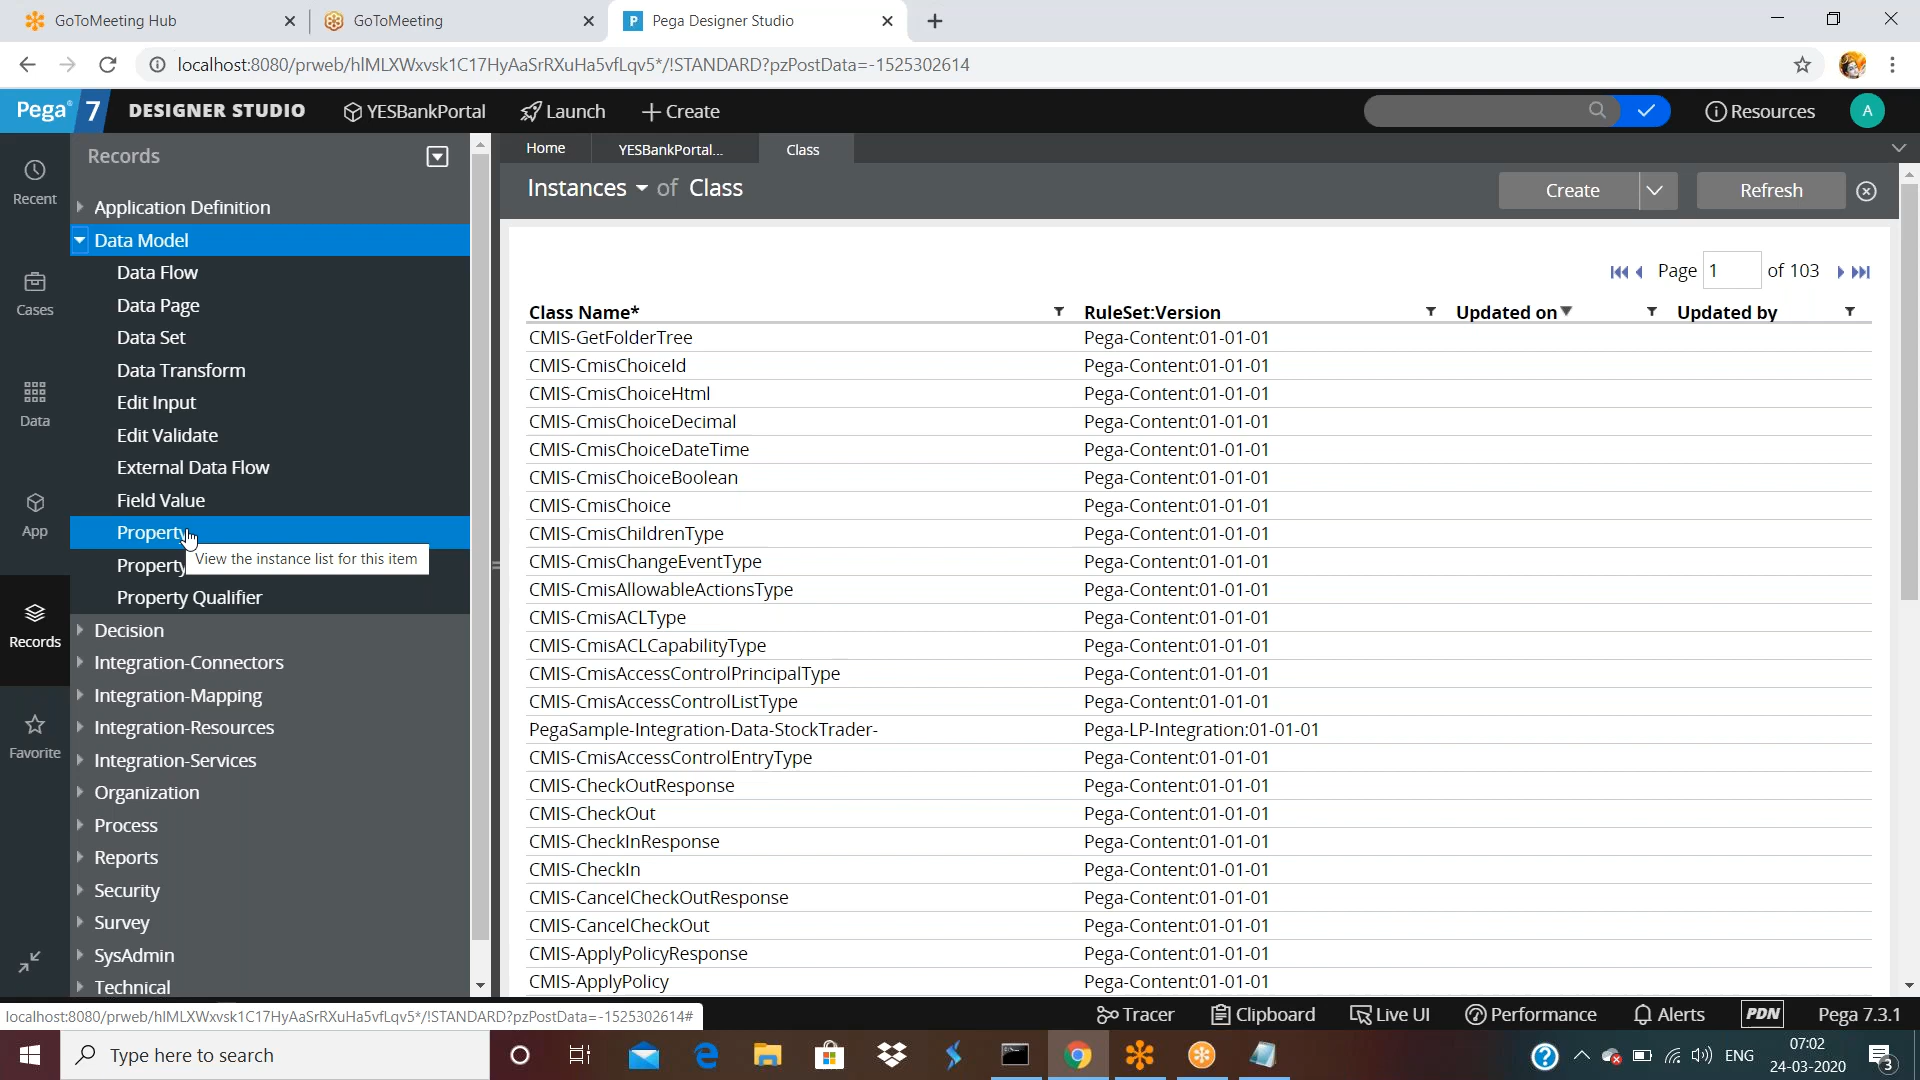 GoToMeeting Hub
GoToMeeting
Pega Designer Studio
localhost:8080/prweb/hIMLXWxvsk1C17HyAaSrRXuHa5vfLqv5*/!STANDARD?pzPostData=-1525302614
Pega 7 DESIGNER STUDIO YESBankPortal Launch Create Resources A
Recent
Cases
Data
App
Records
Favorite
Records
Application Definition
Data Model
Data Flow
Data Page
Data Set
Data Transform
Edit Input
Edit Validate
External Data Flow
Field Value
Property
View the instance list for this item
Property
Property Qualifier
Decision
Integration-Connectors
Integration-Mapping
Integration-Resources
Integration-Services
Organization
Process
Reports
Security
Survey
SysAdmin
Technical
Home YESBankPortal... Class
Instances of Class Create Refresh
Page 1 of 103
Class Name* RuleSet:Version Updated on Updated by
CMIS-GetFolderTree Pega-Content:01-01-01
CMIS-CmisChoiceId Pega-Content:01-01-01
CMIS-CmisChoiceHtml Pega-Content:01-01-01
CMIS-CmisChoiceDecimal Pega-Content:01-01-01
CMIS-CmisChoiceDateTime Pega-Content:01-01-01
CMIS-CmisChoiceBoolean Pega-Content:01-01-01
CMIS-CmisChoice Pega-Content:01-01-01
CMIS-CmisChildrenType Pega-Content:01-01-01
CMIS-CmisChangeEventType Pega-Content:01-01-01
CMIS-CmisAllowableActionsType Pega-Content:01-01-01
CMIS-CmisACLType Pega-Content:01-01-01
CMIS-CmisACLCapabilityType Pega-Content:01-01-01
CMIS-CmisAccessControlPrincipalType Pega-Content:01-01-01
CMIS-CmisAccessControlListType Pega-Content:01-01-01
PegaSample-Integration-Data-StockTrader- Pega-LP-Integration:01-01-01
CMIS-CmisAccessControlEntryType Pega-Content:01-01-01
CMIS-CheckOutResponse Pega-Content:01-01-01
CMIS-CheckOut Pega-Content:01-01-01
CMIS-CheckInResponse Pega-Content:01-01-01
CMIS-CheckIn Pega-Content:01-01-01
CMIS-CancelCheckOutResponse Pega-Content:01-01-01
CMIS-CancelCheckOut Pega-Content:01-01-01
CMIS-ApplyPolicyResponse Pega-Content:01-01-01
CMIS-ApplyPolicy Pega-Content:01-01-01
localhost:8080/prweb/hIMLXWxvsk1C17HyAaSrRXuHa5vfLqv5*/!STANDARD?pzPostData=-1525302614#
Tracer Clipboard Live UI Performance Alerts PDN Pega 7.3.1
Type here to search
ENG
07:02
24-03-2020
3